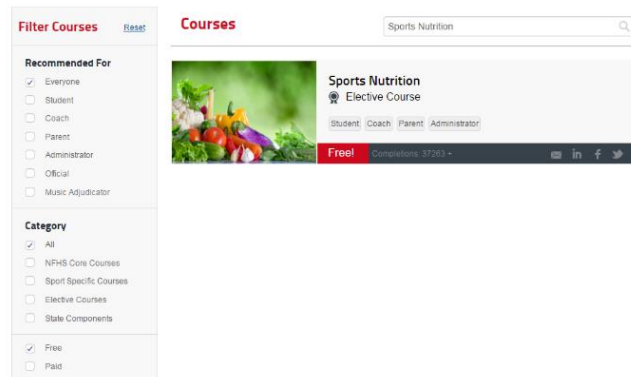 Filter Courses Reset
Recommended For
Everyone
Student
Coach
Parent
Administrator
Official
Music Adjudicator
Category
All
NFHS Core Courses
Sport Specific Courses
Elective Courses
State Components
Free
Paid
Courses
Sports Nutrition
Sports Nutrition
Elective Course
Student Coach Parent Administrator
Free! Completions: 37263
in f